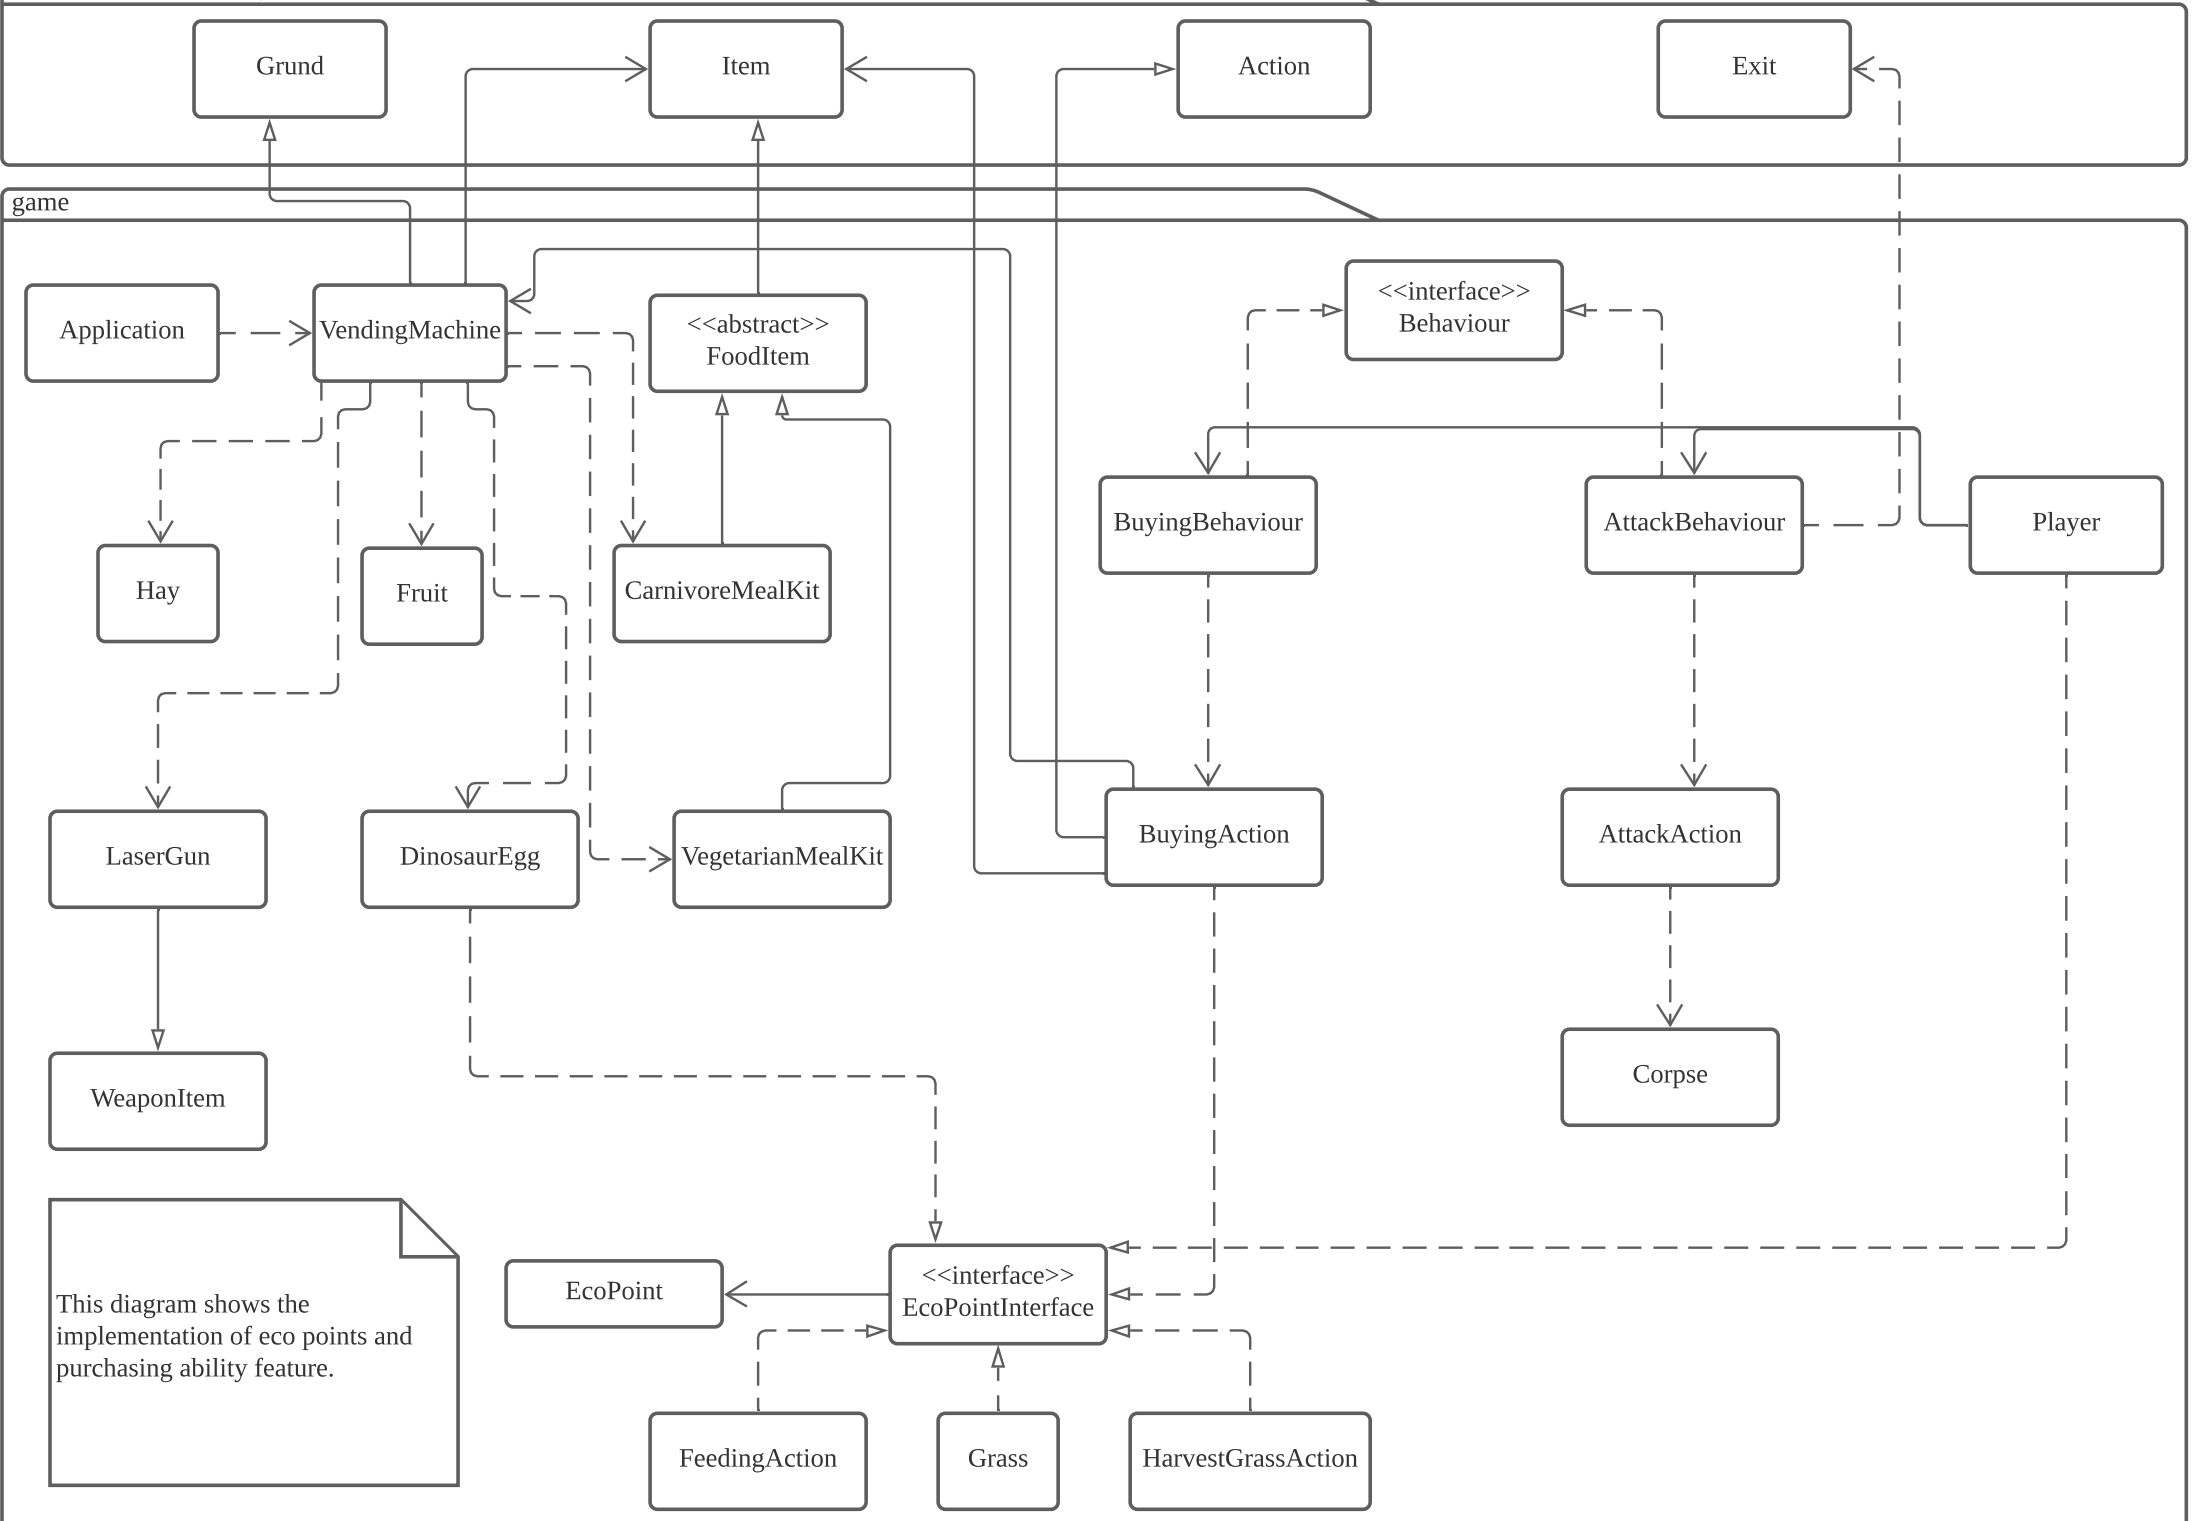 Grund
Item
Action
Exit
game
Application
VendingMachine
<<abstract>>
FoodItem
<<interface>>
Behaviour
Hay
Fruit
CarnivoreMealKit
BuyingBehaviour
AttackBehaviour
Player
LaserGun
DinosaurEgg
VegetarianMealKit
BuyingAction
AttackAction
WeaponItem
Corpse
This diagram shows the
implementation of eco points and
purchasing ability feature.
EcoPoint
<<interface>>
EcoPointInterface
FeedingAction
Grass
HarvestGrassAction